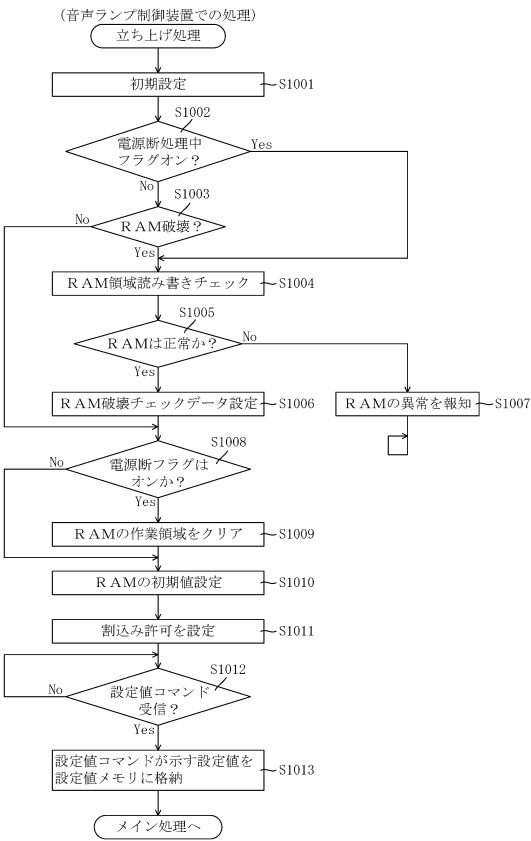 (音声ランプ制御装置での処理)
立ち上げ処理
初期設定
S1001
S1002
電源断処理中
フラグオン?
Yes
No
S1003
RAM破壊?
No
Yes
RAM領域読み書きチェック
S1004
S1005
RAMは正常か?
No
Yes
RAM破壊チェックデータ設定
S1006
RAMの異常を報知
S1007
S1008
電源断フラグは
オンか?
No
Yes
RAMの作業領域をクリア
S1009
RAMの初期値設定
S1010
割込み許可を設定
S1011
S1012
設定値コマンド
受信?
No
Yes
設定値コマンドが示す設定値を
設定値メモリに格納
S1013
メイン処理へ